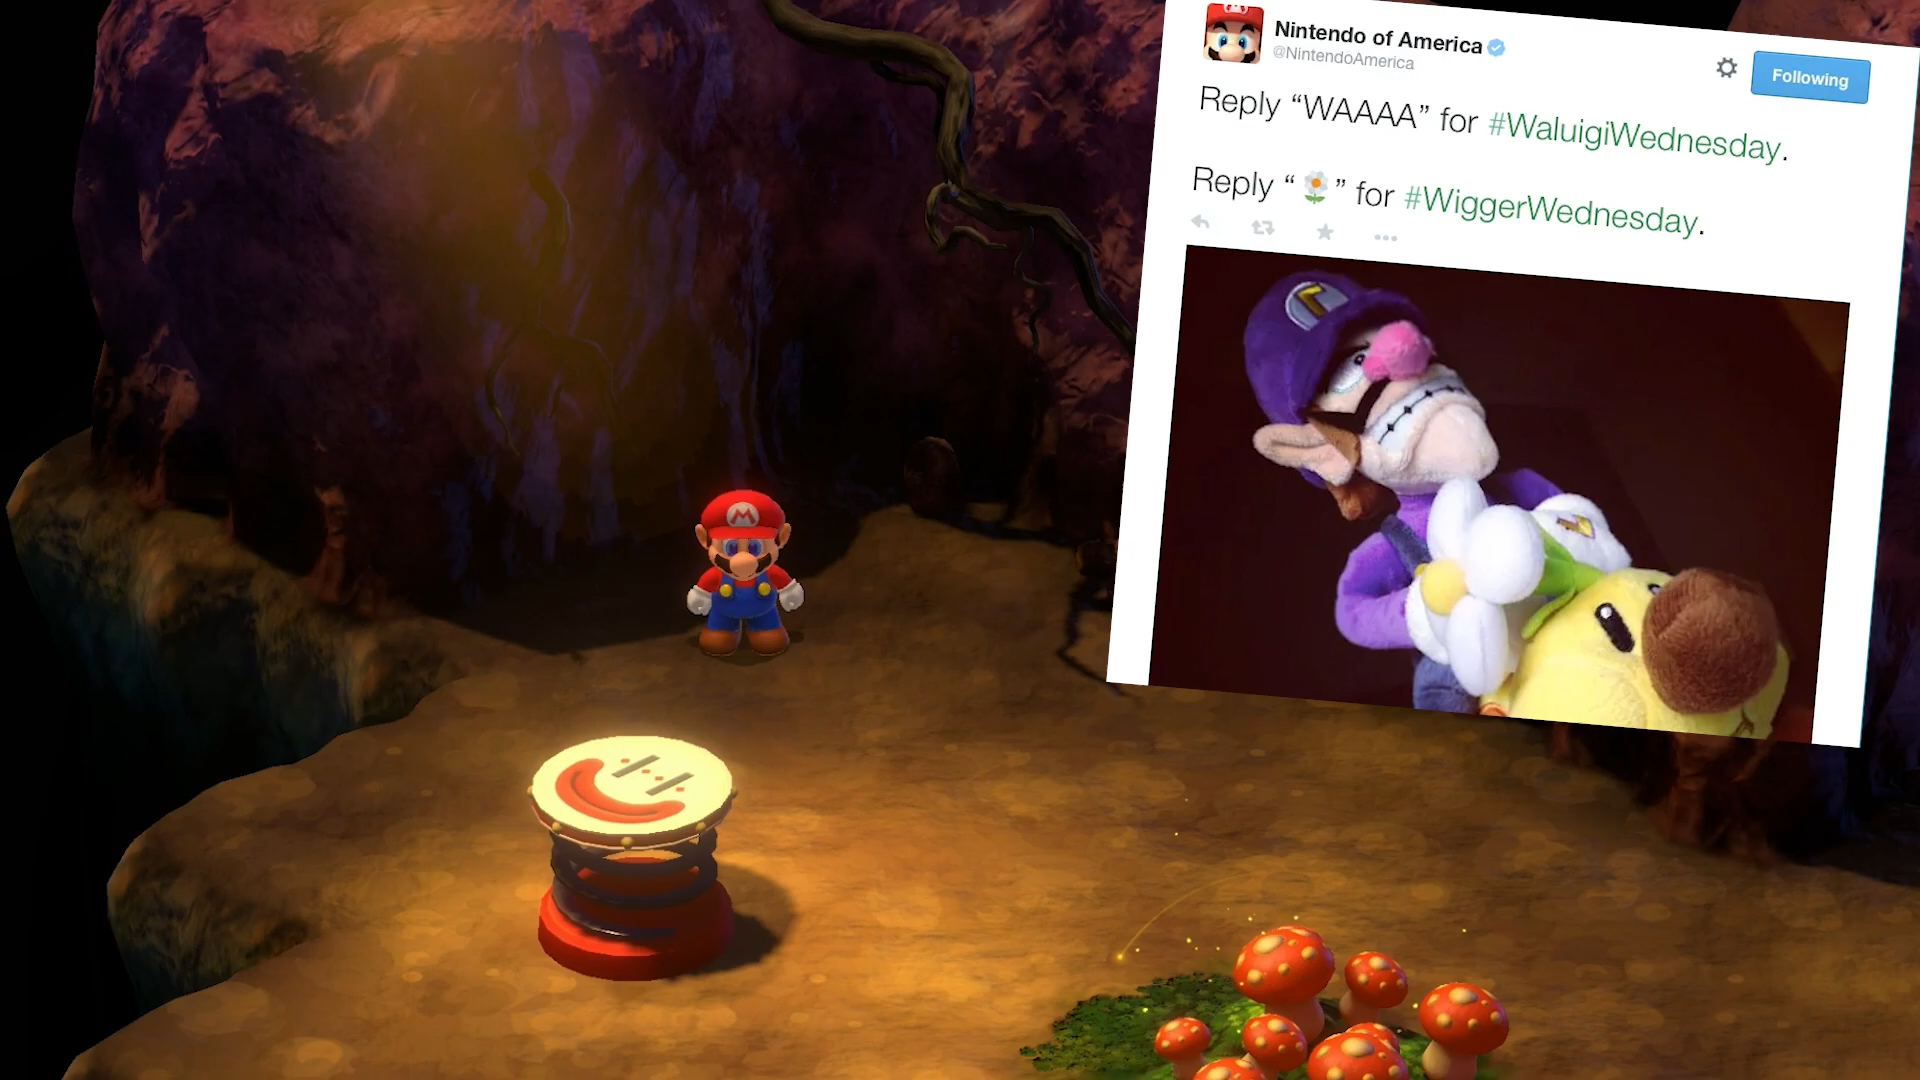 Nintendo of America
@NintendoAmerica
Following
Reply “WAAAA” for #WaluigiWednesday.
Reply “🌼” for #WiggerWednesday.